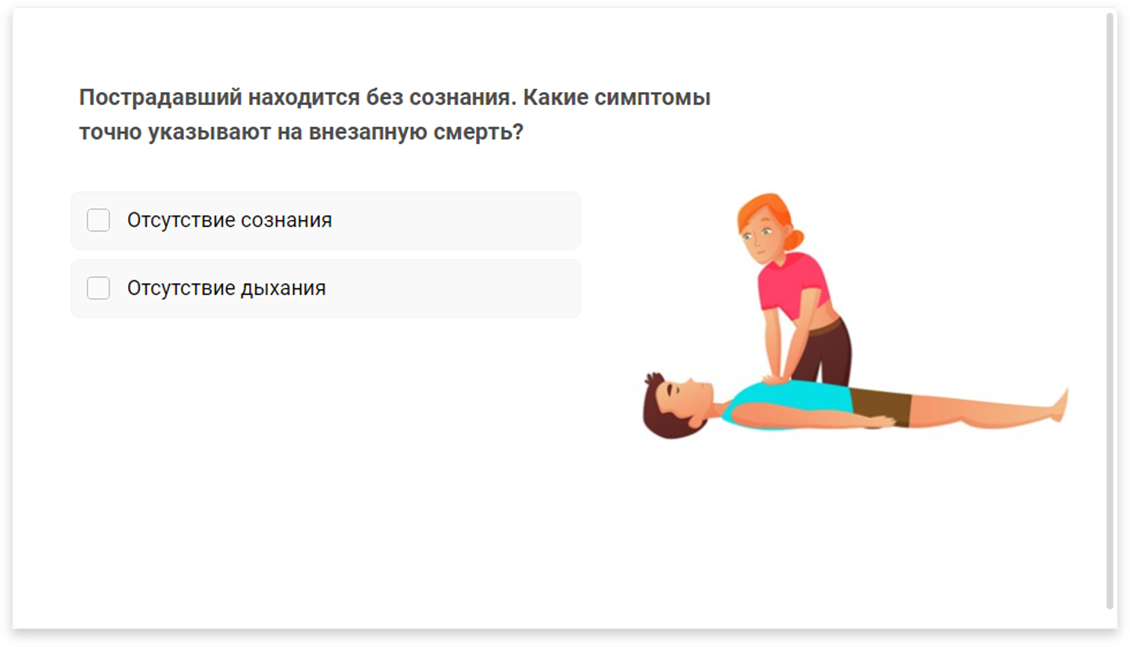 Пострадавший находится без сознания. Какие симптомы
точно указывают на внезапную смерть?
Отсутствие сознания
Отсутствие дыхания